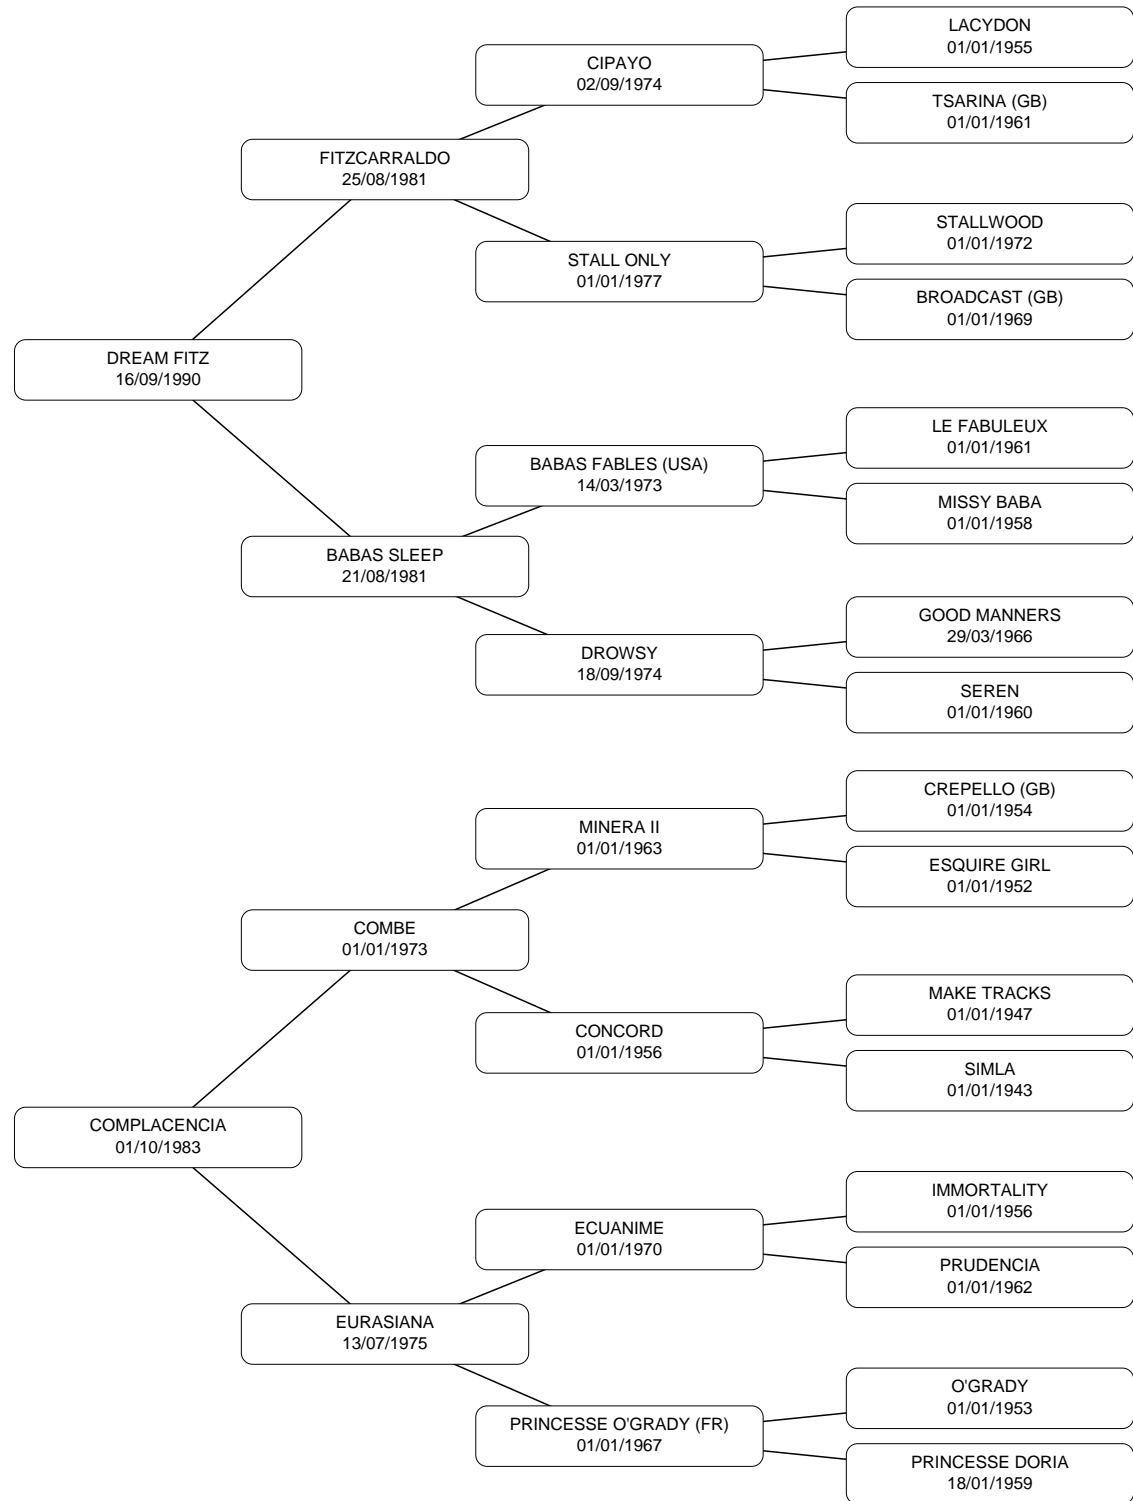 LACYDON
01/01/1955
CIPAYO
02/09/1974
TSARINA (GB)
01/01/1961
FITZCARRALDO
25/08/1981
STALLWOOD
01/01/1972
STALL ONLY
01/01/1977
BROADCAST (GB)
01/01/1969
DREAM FITZ
16/09/1990
LE FABULEUX
01/01/1961
BABAS FABLES (USA)
14/03/1973
MISSY BABA
01/01/1958
BABAS SLEEP
21/08/1981
GOOD MANNERS
29/03/1966
DROWSY
18/09/1974
SEREN
01/01/1960
CREPELLO (GB)
01/01/1954
MINERA II
01/01/1963
ESQUIRE GIRL
01/01/1952
COMBE
01/01/1973
MAKE TRACKS
01/01/1947
CONCORD
01/01/1956
SIMLA
01/01/1943
COMPLACENCIA
01/10/1983
IMMORTALITY
01/01/1956
ECUANIME
01/01/1970
PRUDENCIA
01/01/1962
EURASIANA
13/07/1975
O'GRADY
01/01/1953
PRINCESSE O'GRADY (FR)
01/01/1967
PRINCESSE DORIA
18/01/1959